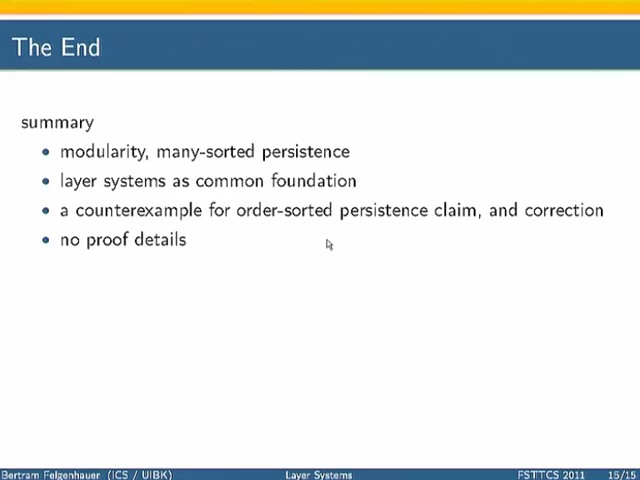 The End
summary
modularity, many-sorted persistence
layer systems as common foundation
a counterexample for order-sorted persistence claim, and correction
no proof details
Bertram Felgenhauer (ICS / UIBK) Layer Systems FSTTCS 2011 15/15